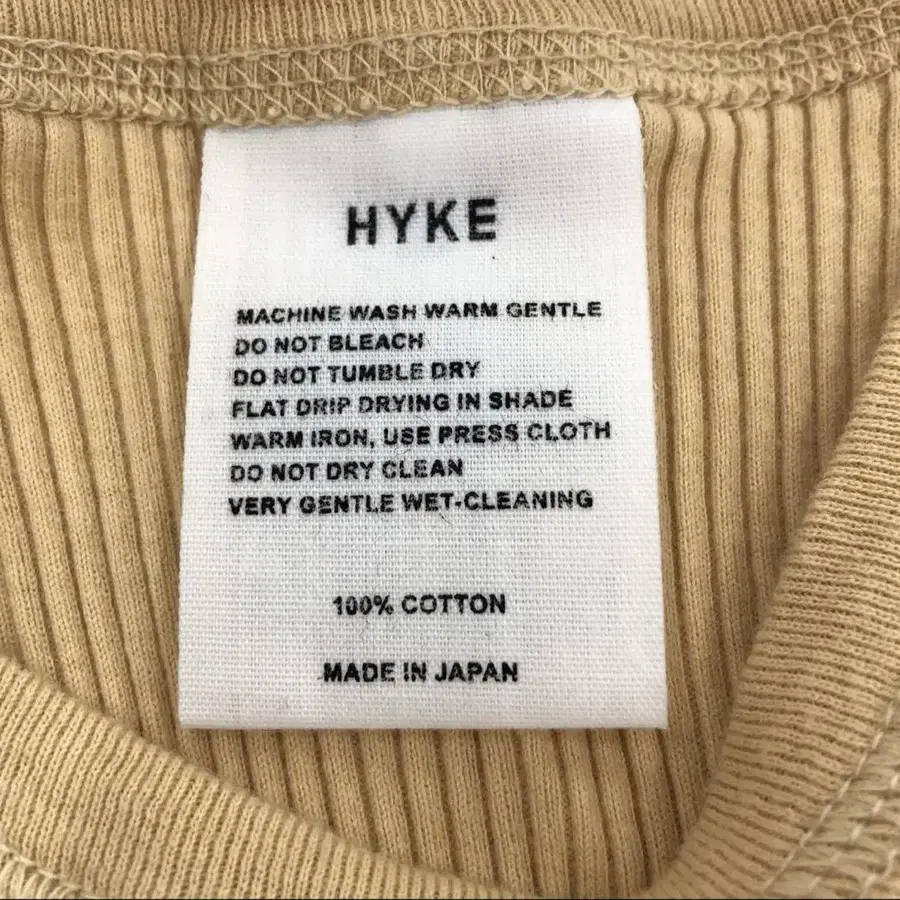 HYKE
MACHINE WASH WARM GENTLE
DO NOT BLEACH
DO NOT TUMBLE DRY
FLAT DRIP DRYING IN SHADE
WARM IRON, USE PRESS CLOTH
DO NOT DRY CLEAN
VERY GENTLE WET-CLEANING
100% COTTON
MADE IN JAPAN